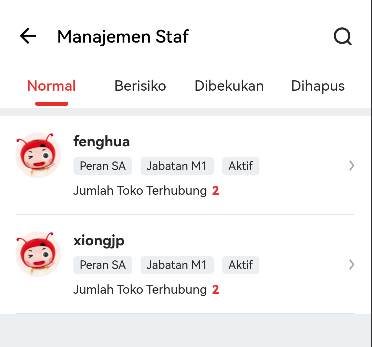 Manajemen Staf
Normal Berisiko Dibekukan Dihapus
fenghua
Peran SA Jabatan M1 Aktif
Jumlah Toko Terhubung 2
xiongjp
Peran SA Jabatan M1 Aktif
Jumlah Toko Terhubung 2